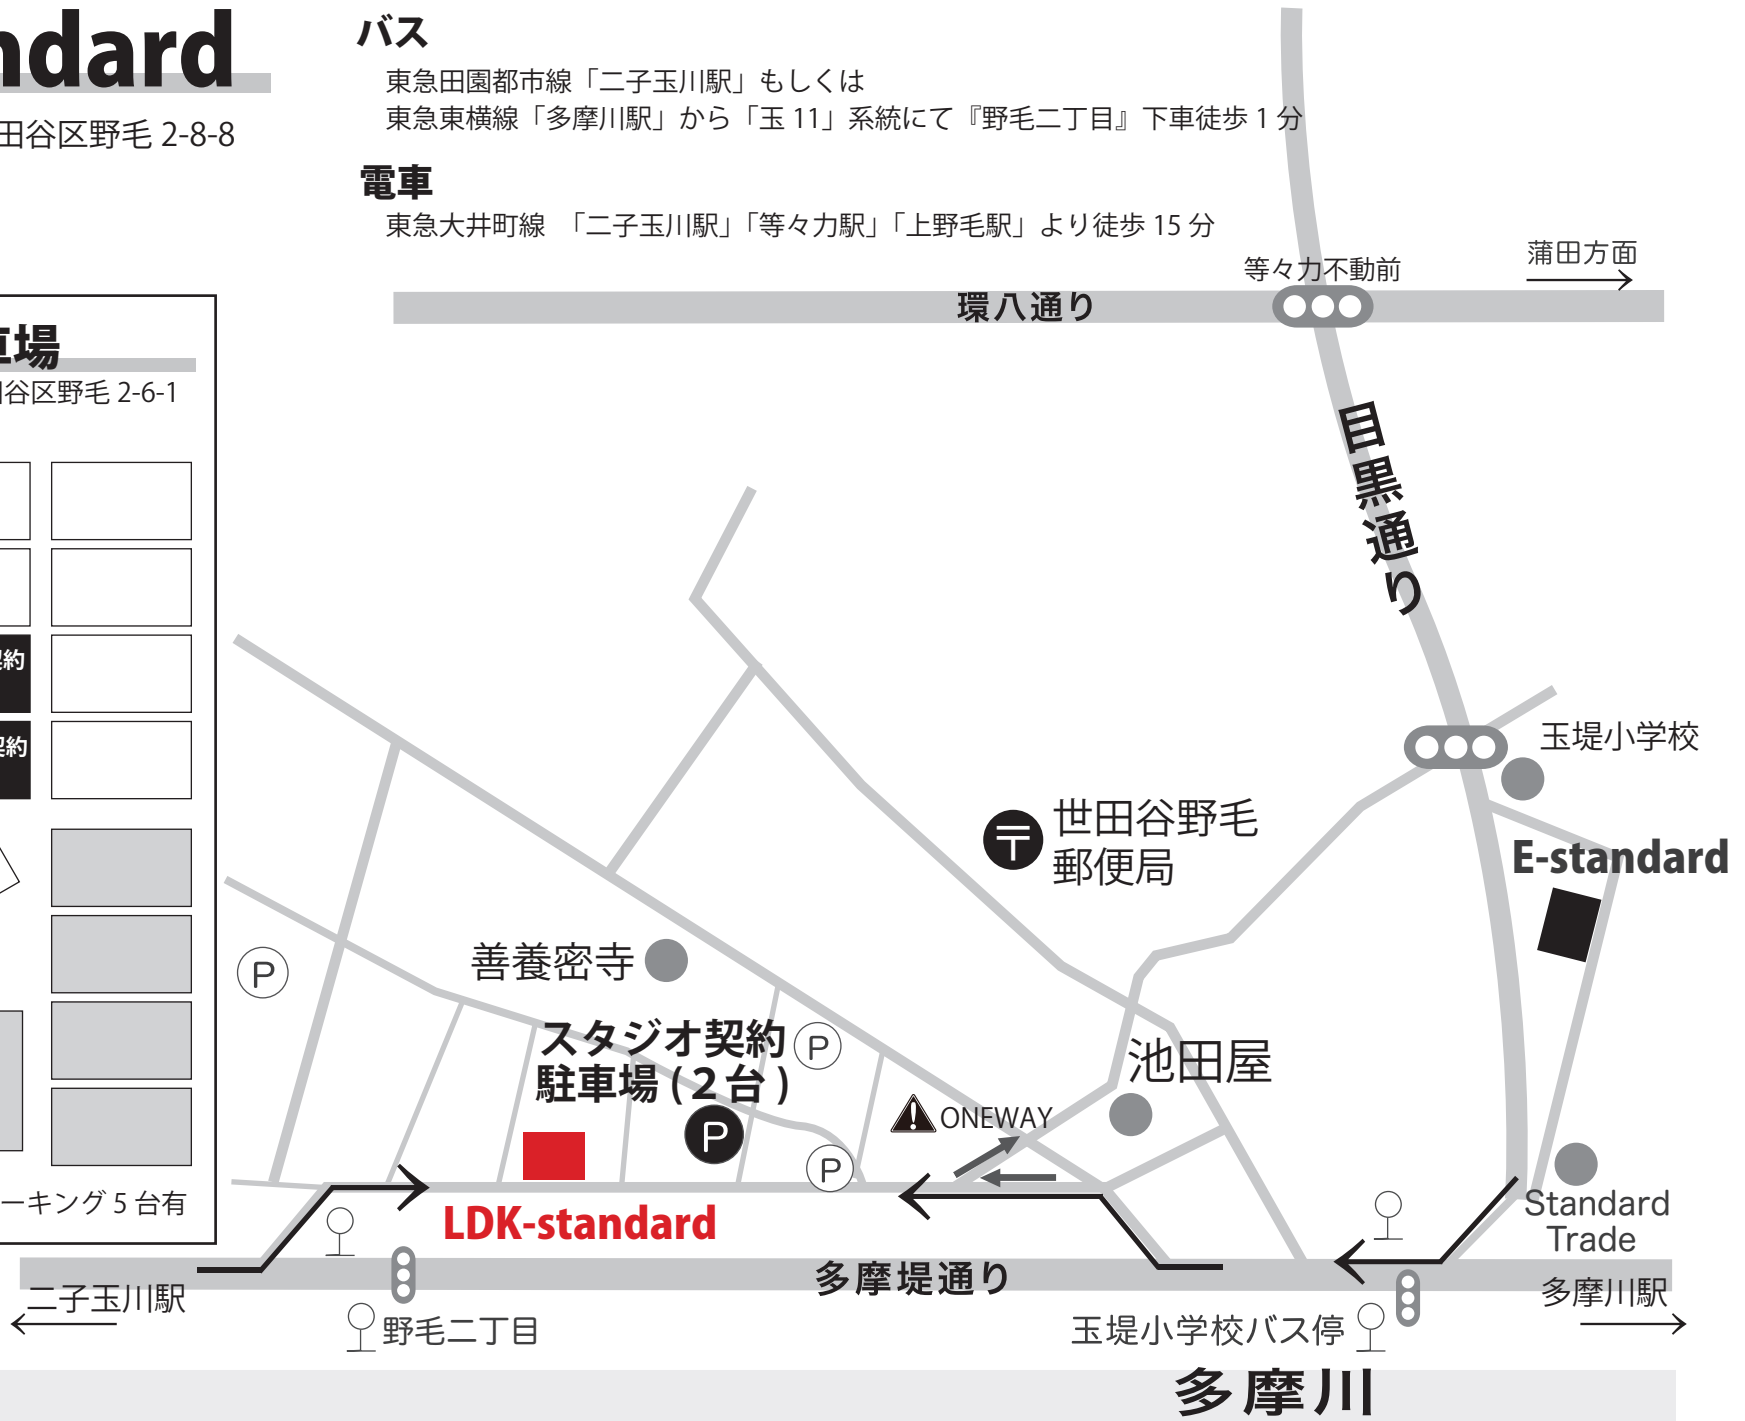 ndard
田谷区野毛 2-8-8
バス
東急田園都市線「二子玉川駅」もしくは
東急東横線「多摩川駅」から「玉 11」系統にて『野毛二丁目』下車徒歩 1 分
電車
東急大井町線 「二子玉川駅」「等々力駅」「上野毛駅」より徒歩 15 分
等々力不動前
蒲田方面
環八通り
車場
田谷区野毛 2-6-1
契約
契約
ーキング 5 台有
目黒通り
玉堤小学校
世田谷野毛
郵便局
E-standard
善養密寺
P
スタジオ契約
駐車場 (２台 )
P
P
P
池田屋
ONEWAY
LDK-standard
Standard
Trade
多摩堤通り
二子玉川駅
多摩川駅
野毛二丁目
玉堤小学校バス停
多摩川